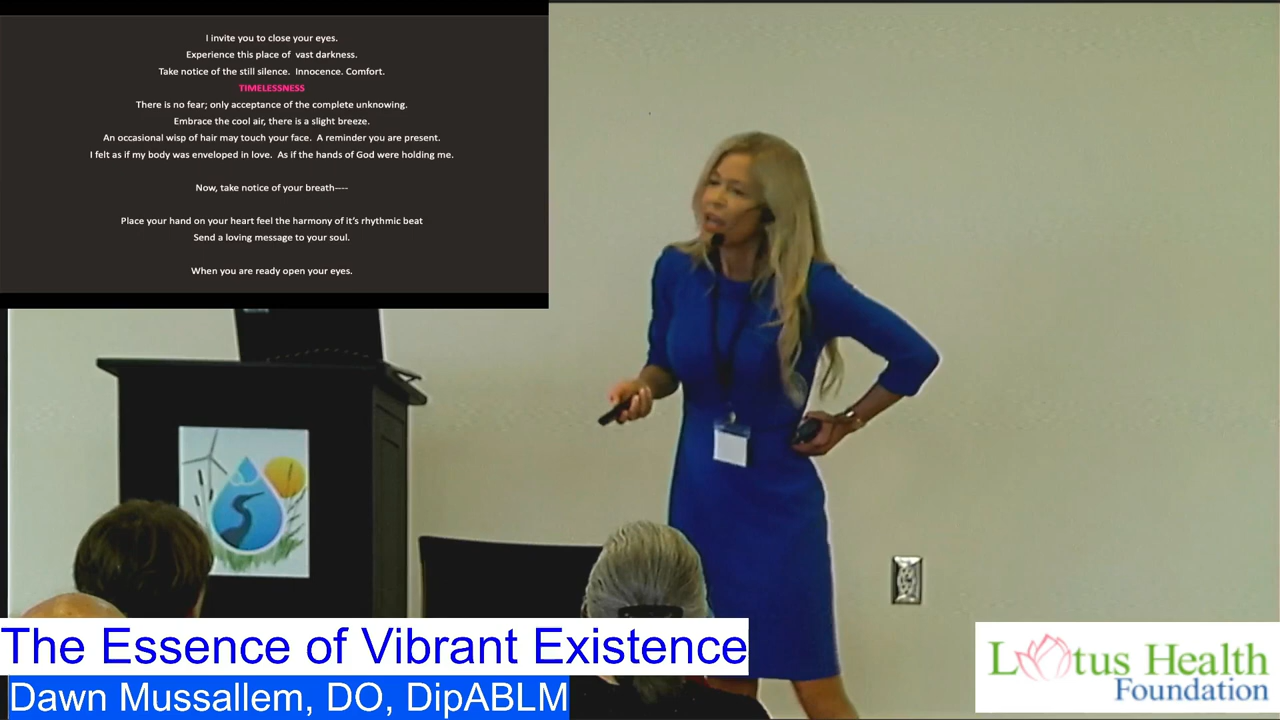 I invite you to close your eyes.
Experience this place of vast darkness.
Take notice of the still silence. Innocence. Comfort.
TIMELESSNESS
There is no fear; only acceptance of the complete unknowing.
Embrace the cool air, there is a slight breeze.
An occasional wisp of hair may touch your face. A reminder you are present.
I felt as if my body was enveloped in love. As if the hands of God were holding me.
Now, take notice of your breath----
Place your hand on your heart feel the harmony of it's rhythmic beat
Send a loving message to your soul.
When you are ready open your eyes.
The Essence of Vibrant Existence
Dawn Mussallem, DO, DipABLM
Lotus Health
Foundation